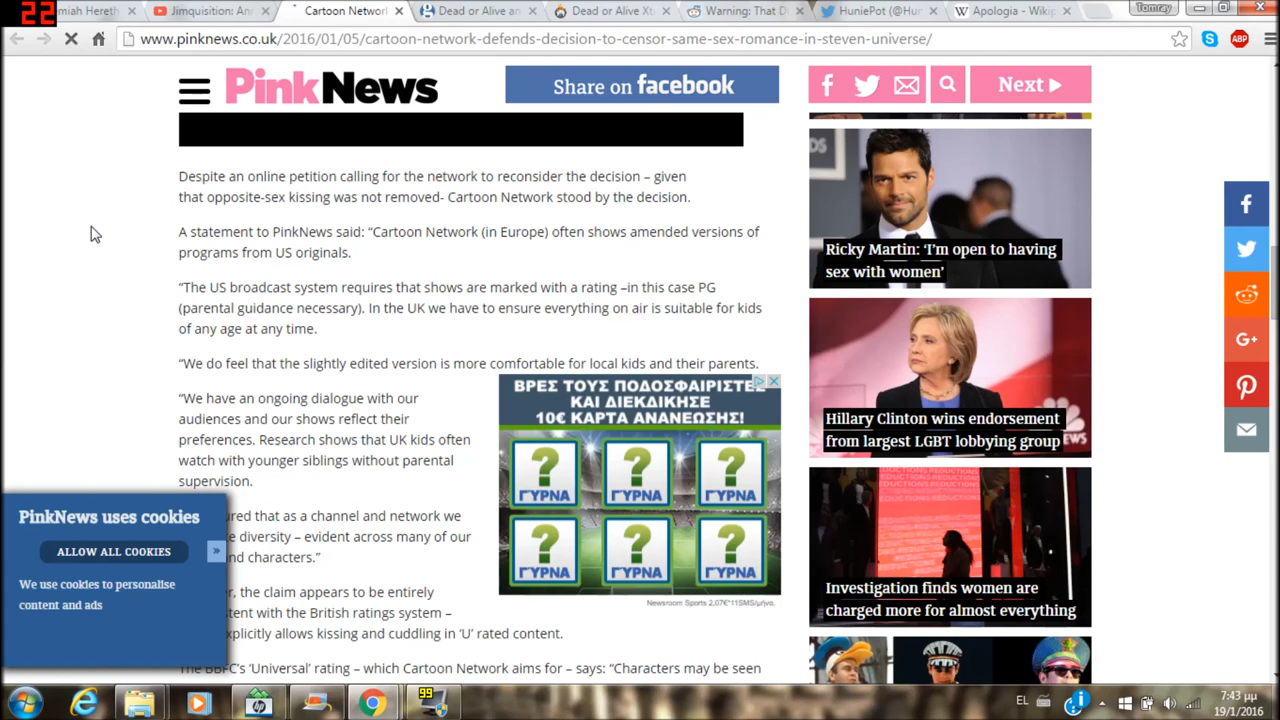 22
miah Hereth
Jimquisition: Ann
Cartoon Network
Dead or Alive an
Dead or Alive Xtr
Warning: That D
HuniePot (@Hun
Apologia - Wikip
Tomray
www.pinknews.co.uk/2016/01/05/cartoon-network-defends-decision-to-censor-same-sex-romance-in-steven-universe/
ABP
PinkNews
Share on facebook
Next
Despite an online petition calling for the network to reconsider the decision – given
that opposite-sex kissing was not removed- Cartoon Network stood by the decision.
A statement to PinkNews said: “Cartoon Network (in Europe) often shows amended versions of
programs from US originals.
“The US broadcast system requires that shows are marked with a rating –in this case PG
(parental guidance necessary). In the UK we have to ensure everything on air is suitable for kids
of any age at any time.
“We do feel that the slightly edited version is more comfortable for local kids and their parents.
“We have an ongoing dialogue with our
audiences and our shows reflect their
preferences. Research shows that UK kids often
watch with younger siblings without parental
supervision.
red that as a channel and network we
diversity – evident across many of our
nd characters.”
the claim appears to be entirely
tent with the British ratings system –
xplicitly allows kissing and cuddling in ‘U’ rated content.
The BBFC’s ‘Universal’ rating – which Cartoon Network aims for – says: “Characters may be seen
ΒΡΕΣ ΤΟΥΣ ΠΟΔΟΣΦΑΙΡΙΣΤΕΣ
ΚΑΙ ΔΙΕΚΔΙΚΗΣΕ
10€ ΚΑΡΤΑ ΑΝΑΝΕΩΣΗΣ!
? ? ?
ΓΥΡΝΑ ΓΥΡΝΑ ΓΥΡΝΑ
? ? ?
ΓΥΡΝΑ ΓΥΡΝΑ ΓΥΡΝΑ
Newsroom Sports 2,07€*11SMS/μήνα.
PinkNews uses cookies
ALLOW ALL COOKIES
We use cookies to personalise
content and ads
Ricky Martin: ‘I’m open to having
sex with women’
Hillary Clinton wins endorsement
from largest LGBT lobbying group
EWS
REDUCTIONS
Investigation finds women are
charged more for almost everything
99
EL
7:43 μμ
19/1/2016